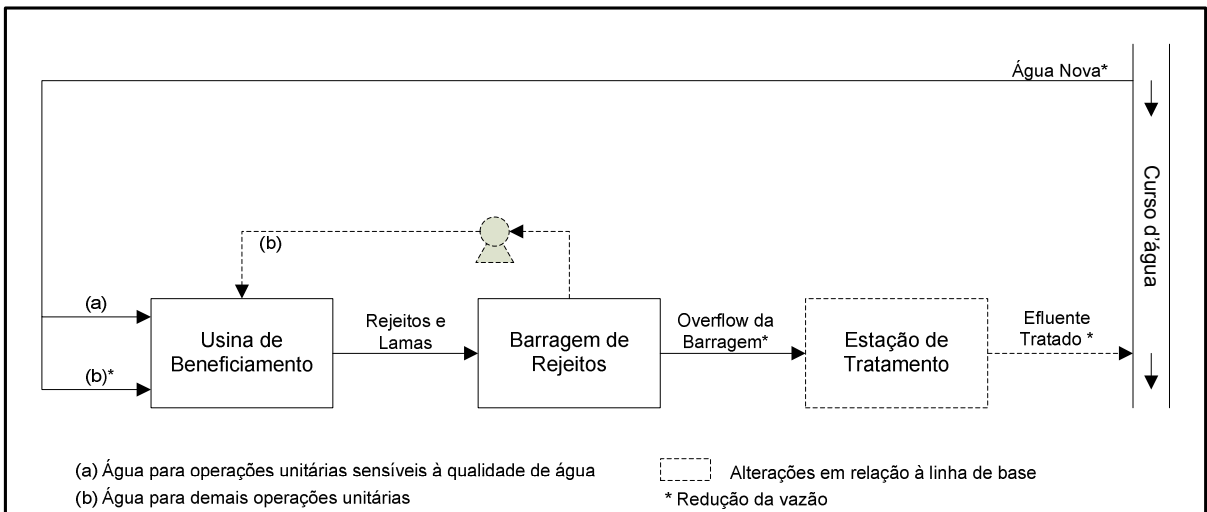 Água Nova*
Curso d'água
(b)
(a)
(b)*
Usina de
Beneficiamento
Rejeitos e
Lamas
Barragem de
Rejeitos
Overflow da
Barragem*
Estação de
Tratamento
Efluente
Tratado *
(a) Água para operações unitárias sensíveis à qualidade de água
(b) Água para demais operações unitárias
Alterações em relação à linha de base
* Redução da vazão